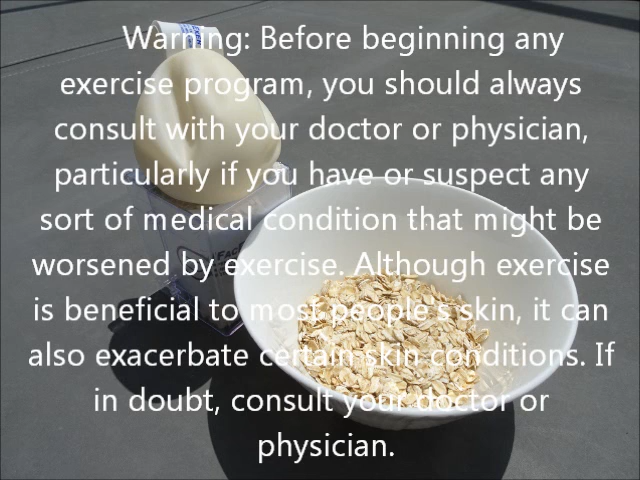 Warning: Before beginning any
exercise program, you should always
consult with your doctor or physician,
particularly if you have or suspect any
sort of medical condition that might be
worsened by exercise. Although exercise
is beneficial to most people's skin, it can
also exacerbate certain skin conditions. If
in doubt, consult your doctor or
physician.
FACE